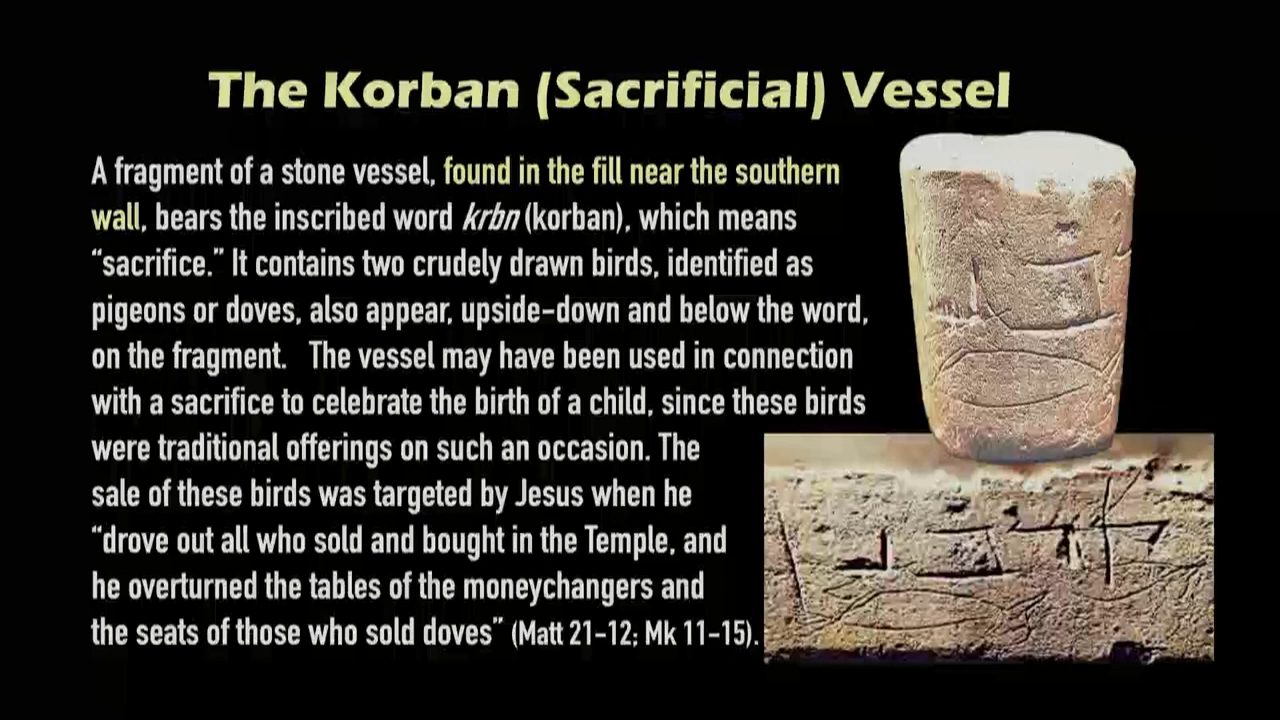 The Korban (Sacrificial) Vessel
A fragment of a stone vessel, found in the fill near the southern
wall, bears the inscribed word krbn (korban), which means
“sacrifice.” It contains two crudely drawn birds, identified as
pigeons or doves, also appear, upside-down and below the word,
on the fragment. The vessel may have been used in connection
with a sacrifice to celebrate the birth of a child, since these birds
were traditional offerings on such an occasion. The
sale of these birds was targeted by Jesus when he
“drove out all who sold and bought in the Temple, and
he overturned the tables of the moneychangers and
the seats of those who sold doves” (Matt 21-12; Mk 11-15).
קרבנ